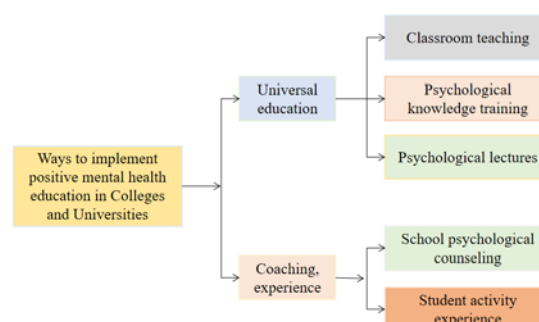 Classroom teaching
Universal
education
Psychological
knowledge training
Psychological lectures
Ways to implement
positive mental health
education in Colleges
and Universities
Coaching,
experience
School psychological
counseling
Student activity
experience